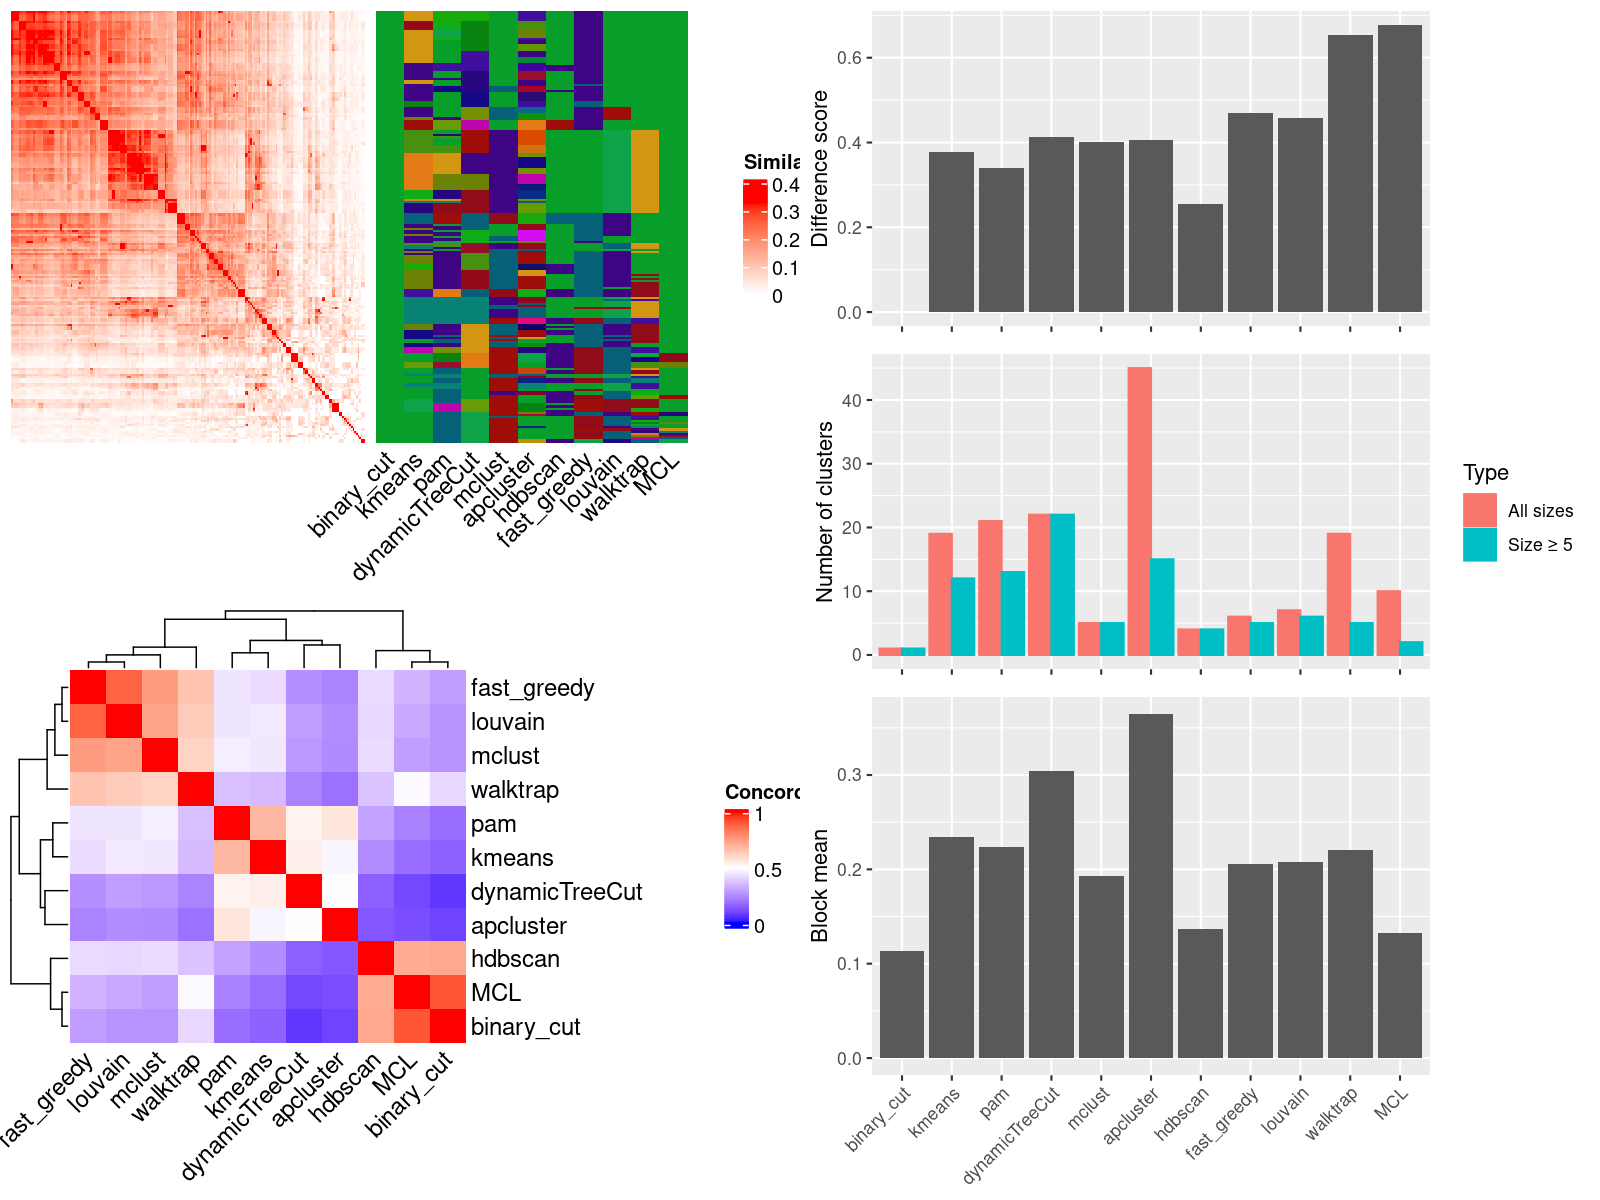 Simila
0.4
0.3
0.2
0.1
0
binary_cut
kmeans
pam
dynamicTreeCut
mclust
apcluster
hdbscan
fast_greedy
louvain
walktrap
MCL
fast_greedy
louvain
mclust
walktrap
pam
kmeans
dynamicTreeCut
apcluster
hdbscan
MCL
binary_cut
fast_greedy
louvain
mclust
walktrap
pam
kmeans
dynamicTreeCut
apcluster
hdbscan
MCL
binary_cut
Concord
1
0.5
0
Difference score
0.6
0.4
0.2
0.0
Number of clusters
40
30
20
10
0
Type
All sizes
Size ≥ 5
Block mean
0.3
0.2
0.1
0.0
binary_cut
kmeans
pam
dynamicTreeCut
mclust
apcluster
hdbscan
fast_greedy
louvain
walktrap
MCL